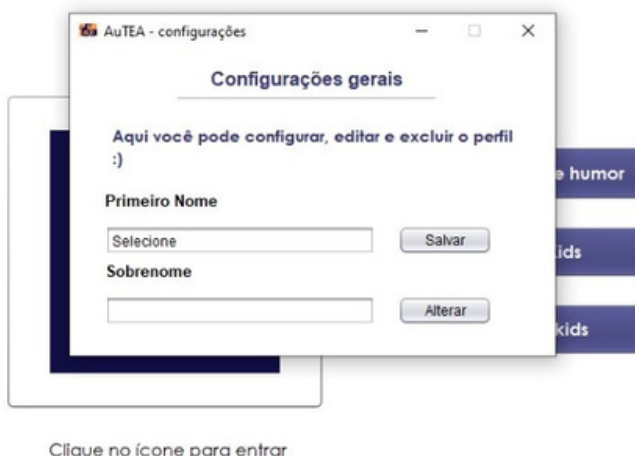 AuTEA - configurações
Configurações gerais
Aqui você pode configurar, editar e excluir o perfil
:)
e humor
Primeiro Nome
Selecione
Salvar
ids
Sobrenome
Alterar
kids
Clique no ícone para entrar